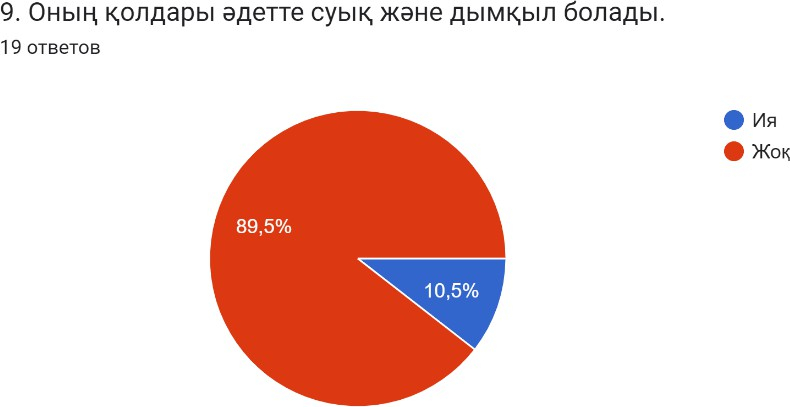 9. Оның қолдары әдетте суық және дымқыл болады.
19 ответов
Ия
Жоқ
89,5%
10,5%